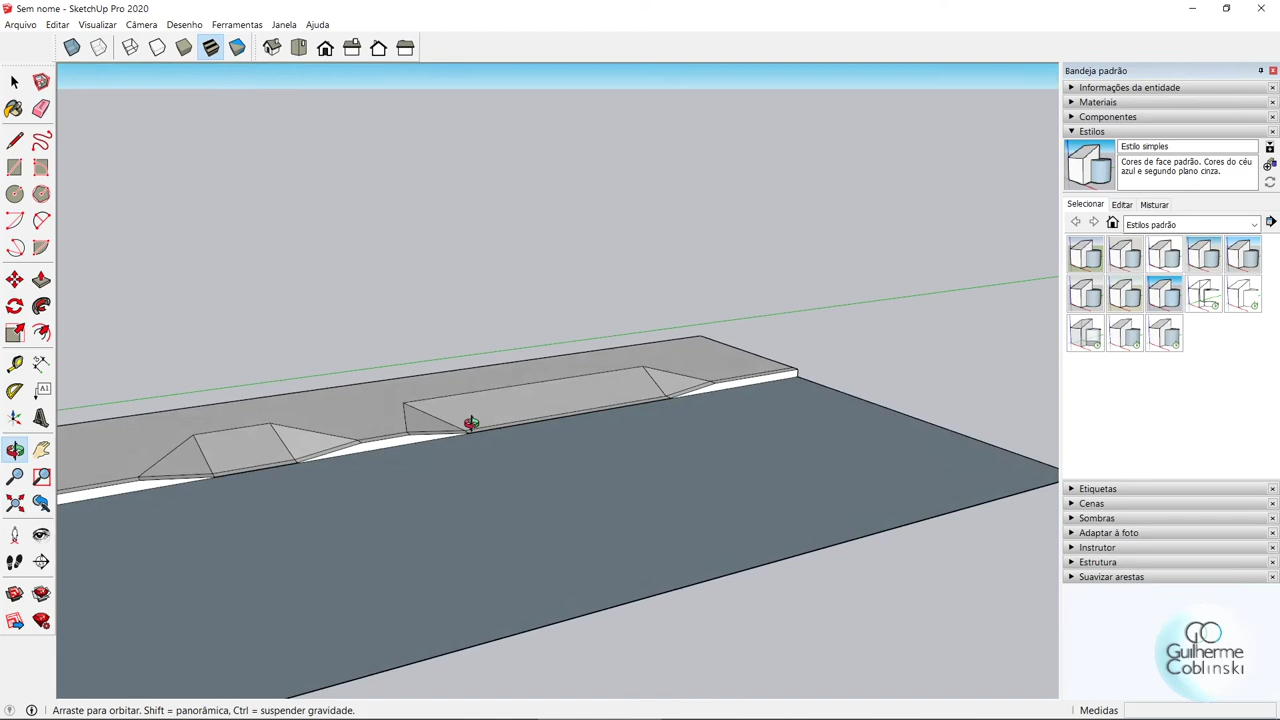 Sem nome - SketchUp Pro 2020
Arquivo Editar Visualizar Câmera Desenho Ferramentas Janela Ajuda
Bandeja padrão
Informações da entidade
Materiais
Componentes
Estilos
Estilo simples
Cores de face padrão. Cores do céu
azul e segundo plano cinza.
Selecionar Editar Misturar
Estilos padrão
A1
Etiquetas
Cenas
Sombras
Adaptar à foto
Instrutor
Estrutura
Suavizar arestas
GO
Guilherme
Coblinski
Arraste para orbitar. Shift = panorâmica, Ctrl = suspender gravidade.
Medidas